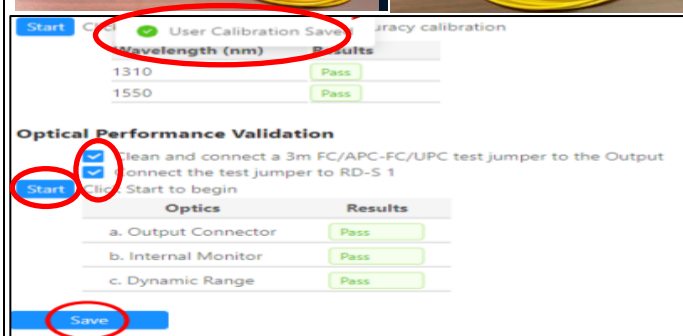 Start
User Calibration Saved
calibration
Wavelength (nm) Results
1310 Pass
1550 Pass
Optical Performance Validation
Clean and connect a 3m FC/APC-FC/UPC test jumper to the Output
Connect the test jumper to RD-S 1
Start Click Start to begin
Optics Results
a. Output Connector Pass
b. Internal Monitor Pass
c. Dynamic Range Pass
Save